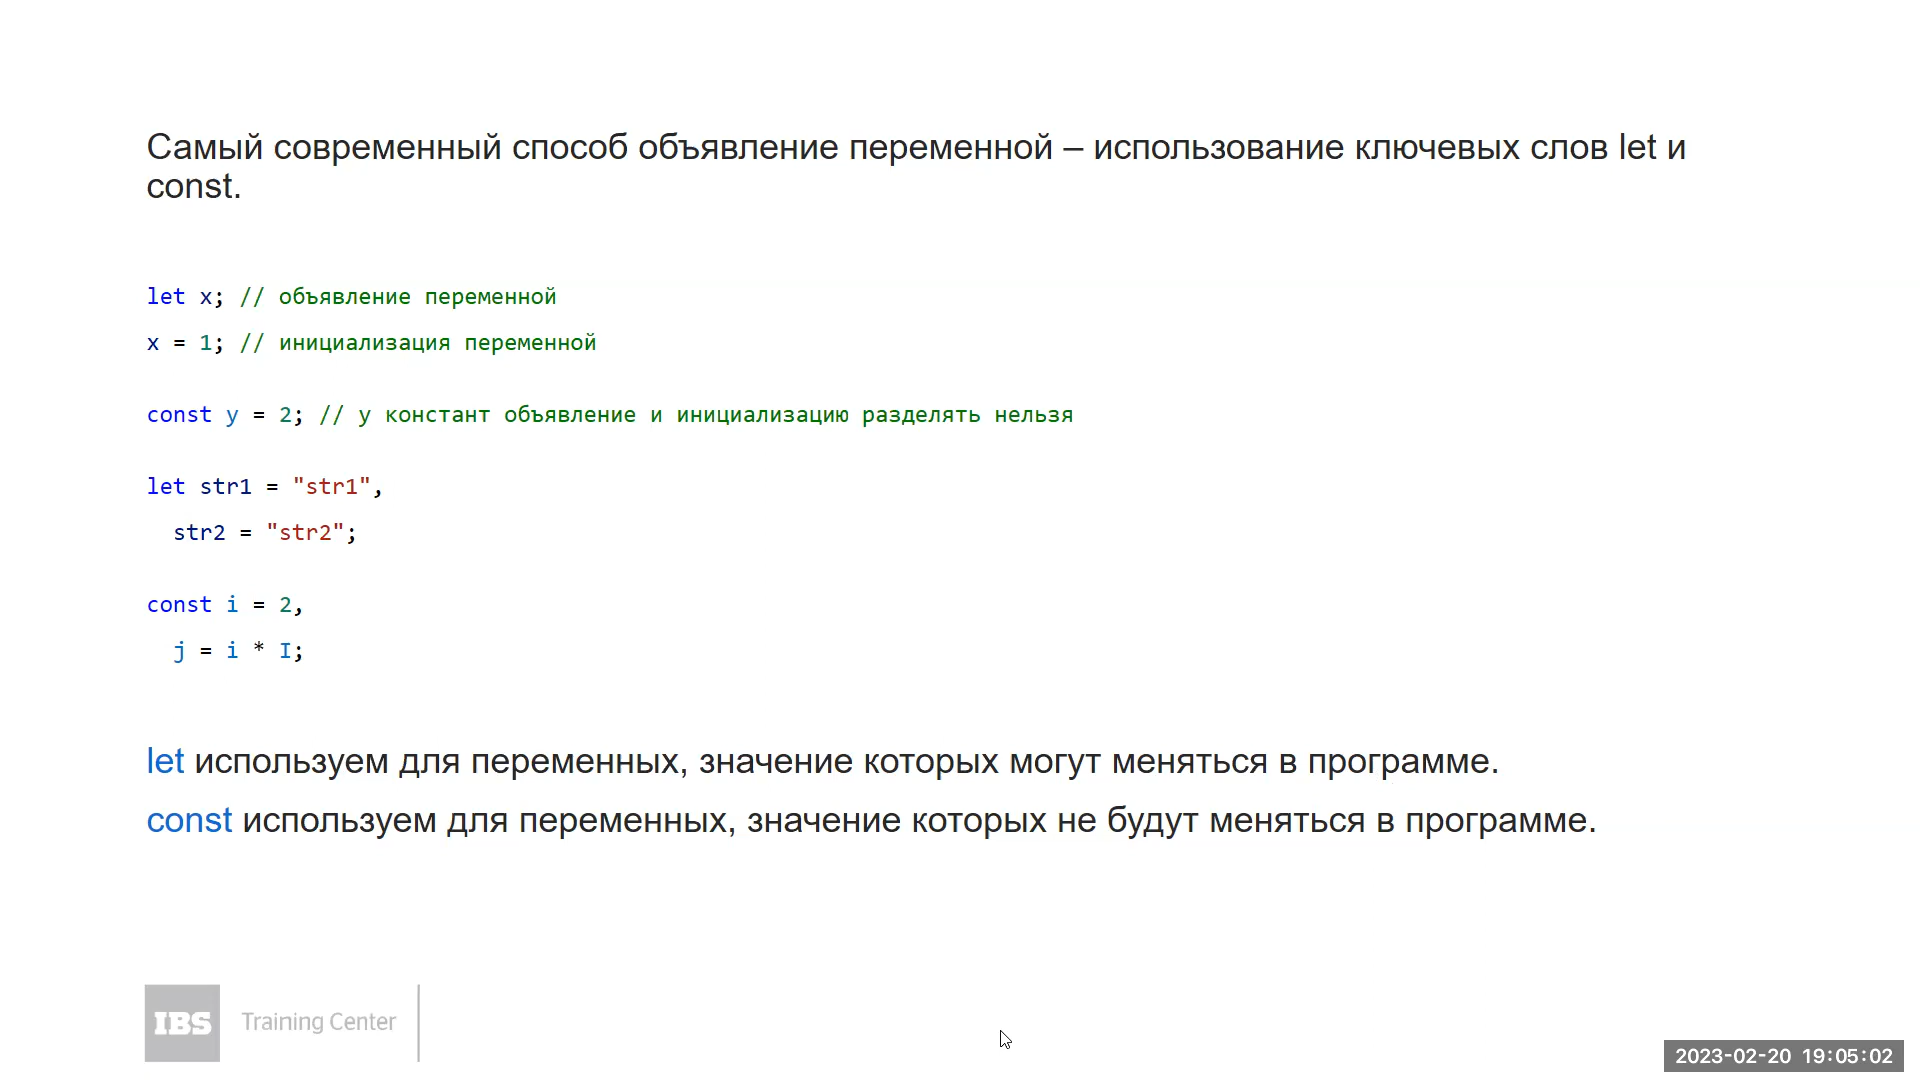 Самый современный способ объявление переменной – использование ключевых слов let и
const.
let x; // объявление переменной
x = 1; // инициализация переменной
const y = 2; // у констант объявление и инициализацию разделять нельзя
let str1 = "str1",
str2 = "str2";
const i = 2,
j = i * I;
let используем для переменных, значение которых могут меняться в программе.
const используем для переменных, значение которых не будут меняться в программе.
IBS Training Center
2023-02-20 19:05:02